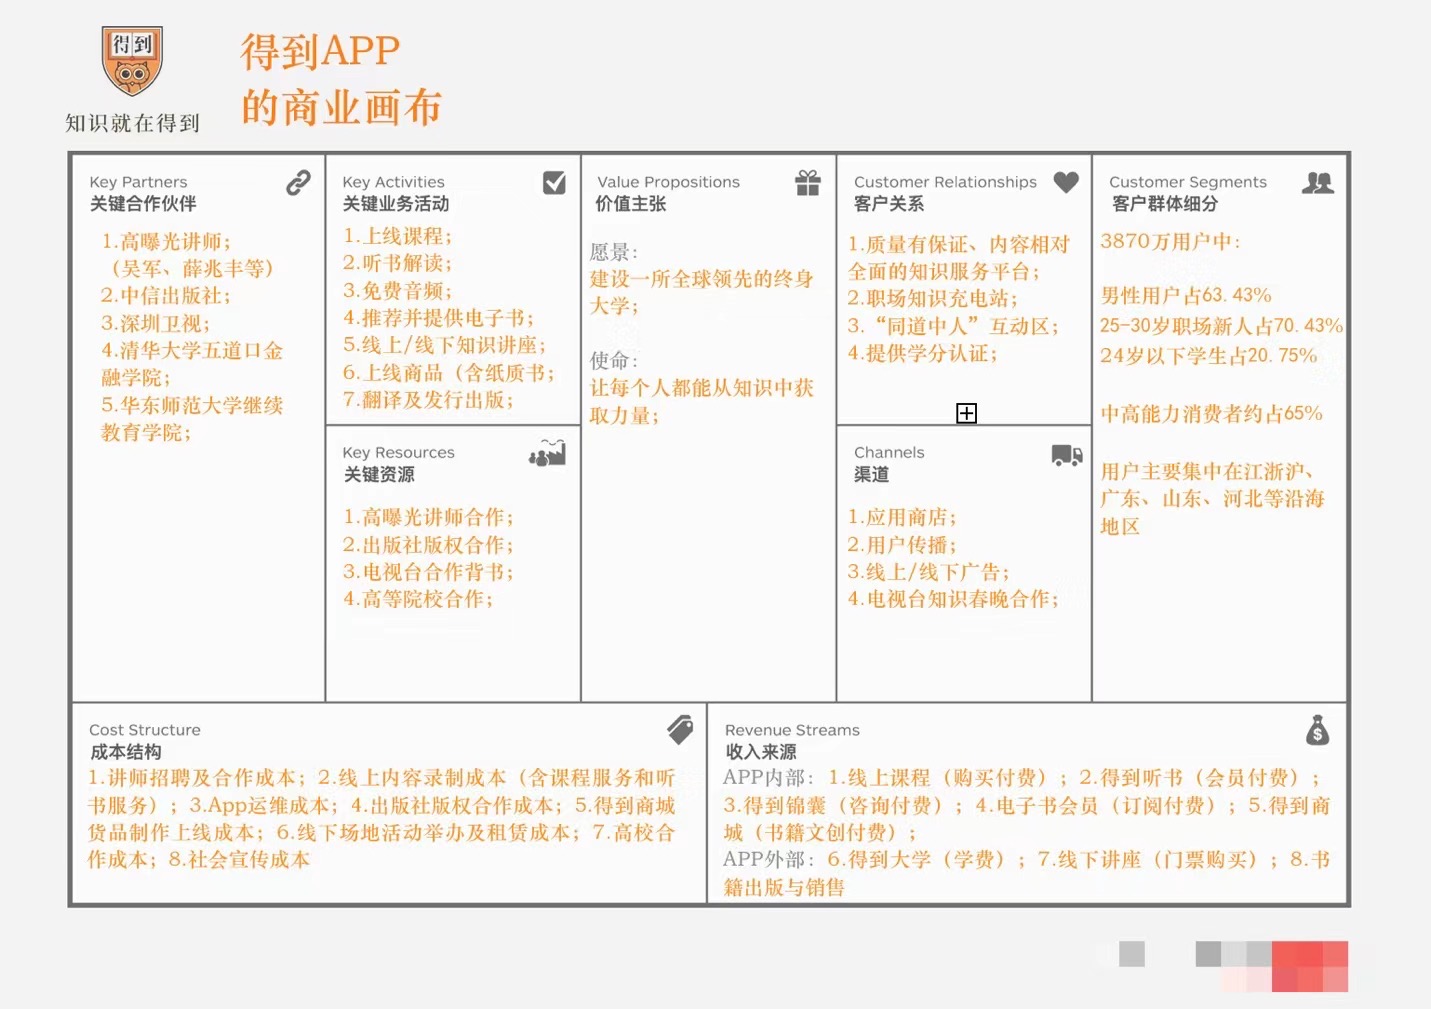 得到
知识就在得到
得到APP
的商业画布
Key Partners
关键合作伙伴
1.高曝光讲师；
（吴军、薛兆丰等）
2.中信出版社；
3.深圳卫视；
4.清华大学五道口金
融学院；
5.华东师范大学继续
教育学院；
Key Activities
关键业务活动
1.上线课程；
2.听书解读；
3.免费音频；
4.推荐并提供电子书；
5.线上/线下知识讲座；
6.上线商品（含纸质书；
7.翻译及发行出版；
Key Resources
关键资源
1.高曝光讲师合作；
2.出版社版权合作；
3.电视台合作背书；
4.高等院校合作；
Value Propositions
价值主张
愿景：
建设一所全球领先的终身
大学；
使命：
让每个人都能从知识中获
取力量；
Customer Relationships
客户关系
1.质量有保证、内容相对
全面的知识服务平台；
2.职场知识充电站；
3.“同道中人”互动区；
4.提供学分认证；
Channels
渠道
1.应用商店；
2.用户传播；
3.线上/线下广告；
4.电视台知识春晚合作；
Customer Segments
客户群体细分
3870万用户中：
男性用户占63.43%
25-30岁职场新人占70.43%
24岁以下学生占20.75%
中高能力消费者约占65%
用户主要集中在江浙沪、
广东、山东、河北等沿海
地区
Cost Structure
成本结构
1.讲师招聘及合作成本；2.线上内容录制成本（含课程服务和听
书服务）；3.App运维成本；4.出版社版权合作成本；5.得到商城
货品制作上线成本；6.线下场地活动举办及租赁成本；7.高校合
作成本；8.社会宣传成本
Revenue Streams
收入来源
APP内部：1.线上课程（购买付费）；2.得到听书（会员付费）；
3.得到锦囊（咨询付费）；4.电子书会员（订阅付费）；5.得到商
城（书籍文创付费）；
APP外部：6.得到大学（学费）；7.线下讲座（门票购买）；8.书
籍出版与销售